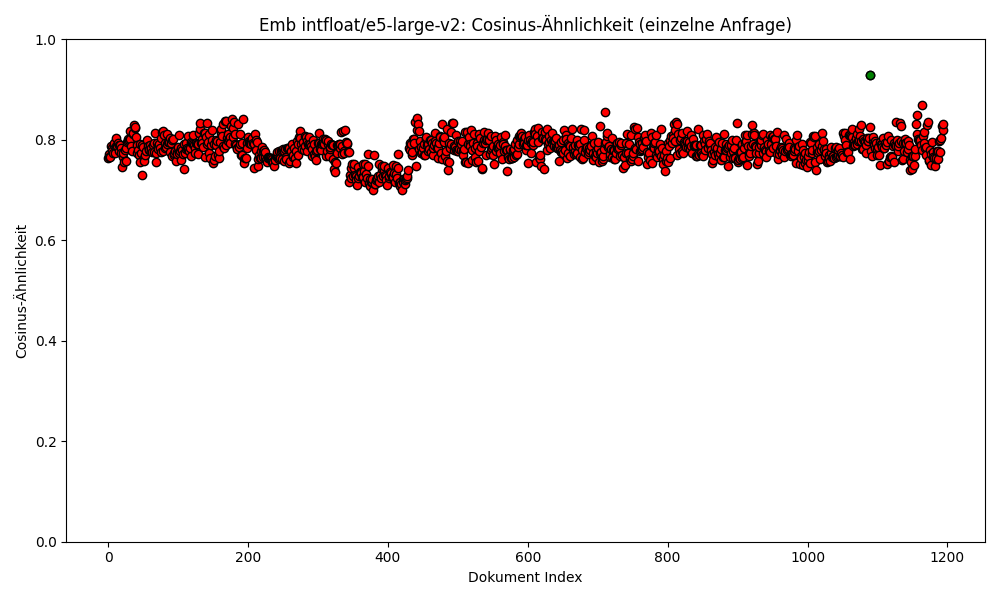 Emb intfloat/e5-large-v2: Cosinus-Ähnlichkeit (einzelne Anfrage)
1.0
0.8
0.6
0.4
0.2
0.0
Cosinus-Ähnlichkeit
0 200 400 600 800 1000 1200
Dokument Index